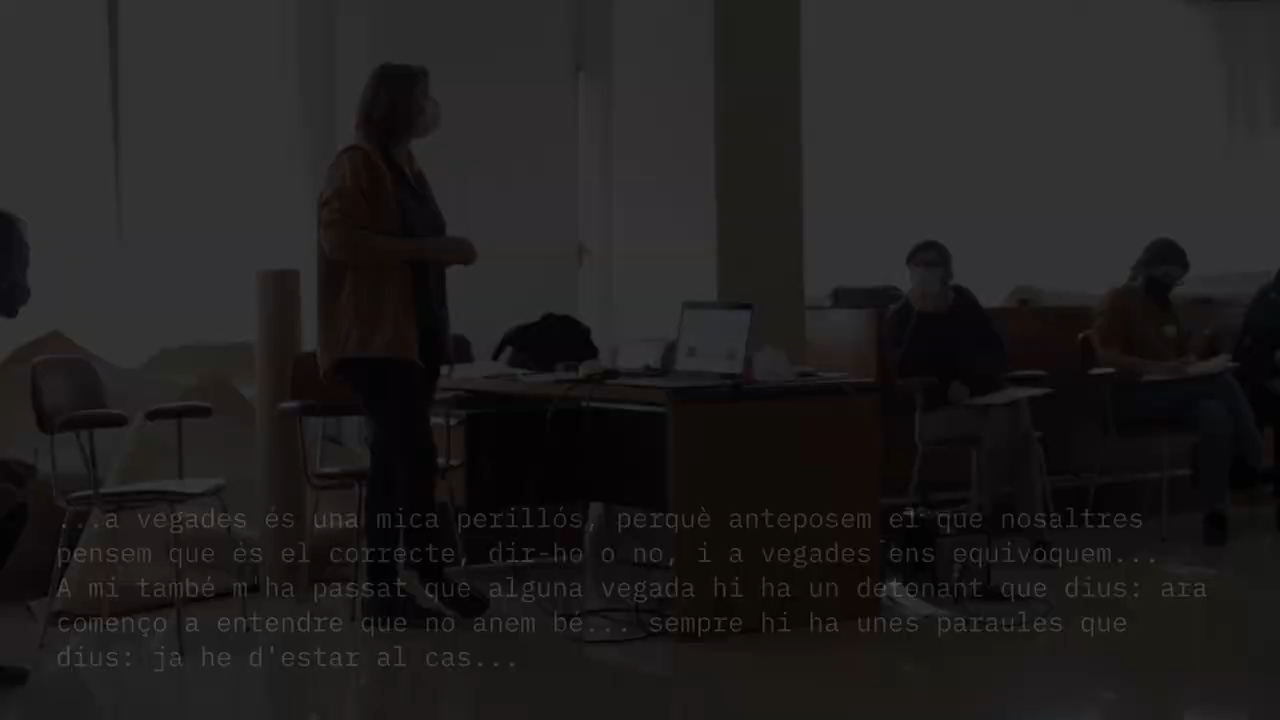 ...a vegades és una mica perillós, perquè anteposem el que nosaltres
pensem que és el correcte, dir-ho o no, i a vegades ens equivoquem...
A mi també m'ha passat que alguna vegada hi ha un detonant que dius: ara
començo a entendre que no anem bé... sempre hi ha unes paraules que
dius: ja he d'estar al cas...